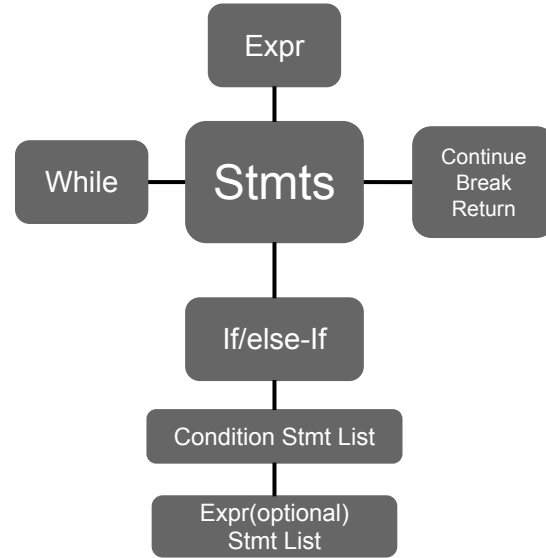 Expr
While
Stmts
Continue
Break
Return
If/else-If
Condition Stmt List
Expr(optional)
Stmt List